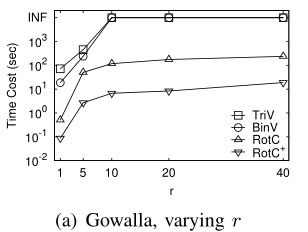 INF
10^3
10^2
10^1
10^0
10^-1
10^-2
Time Cost (sec)
TriV
BinV
RotC
RotC^+
1 5 10 20 40
r
(a) Gowalla, varying r